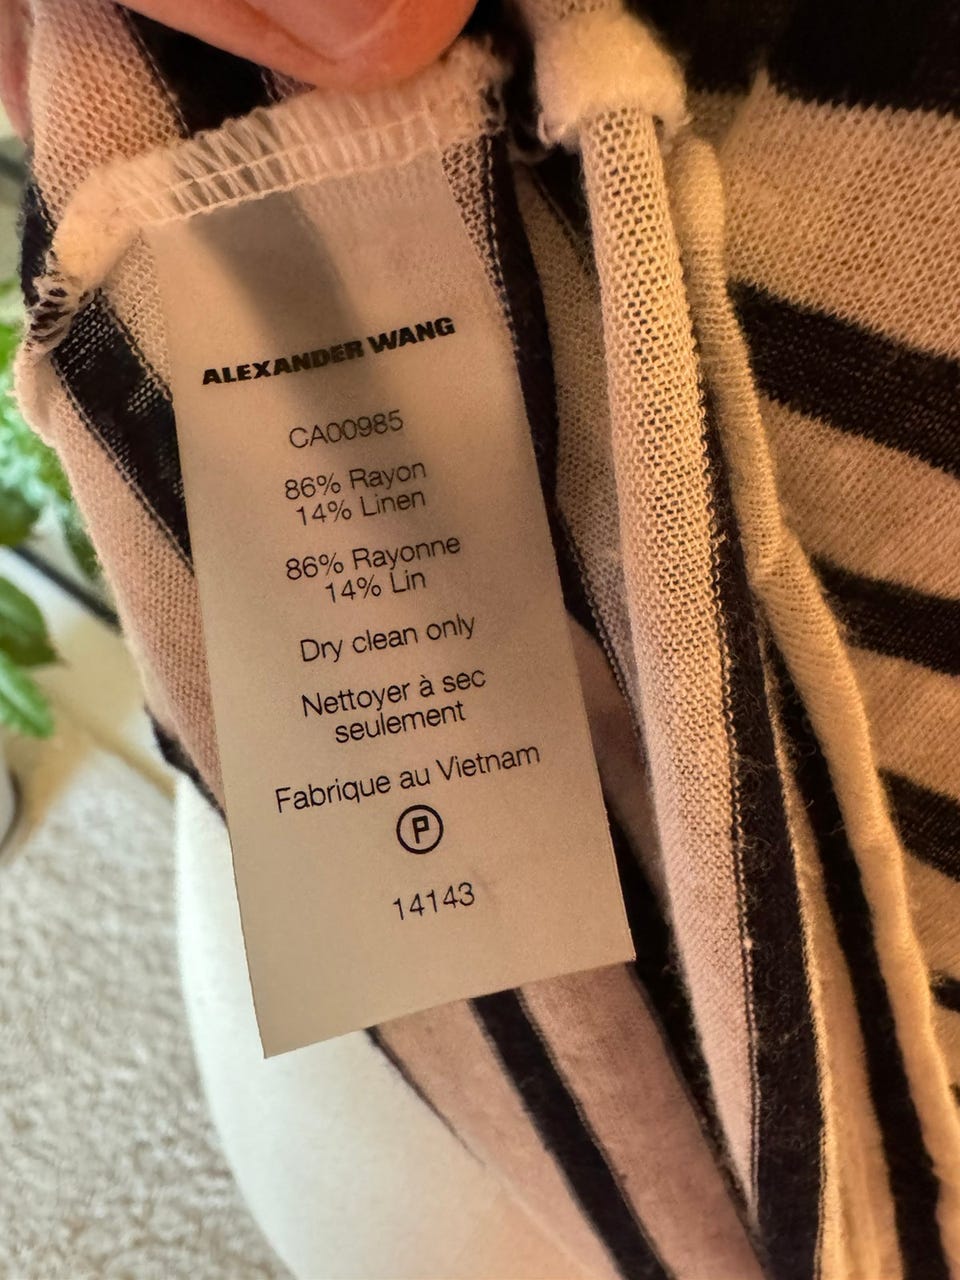 ALEXANDER WANG
CA00985
86% Rayon
14% Linen
86% Rayonne
14% Lin
Dry clean only
Nettoyer à sec
seulement
Fabrique au Vietnam
P
14143